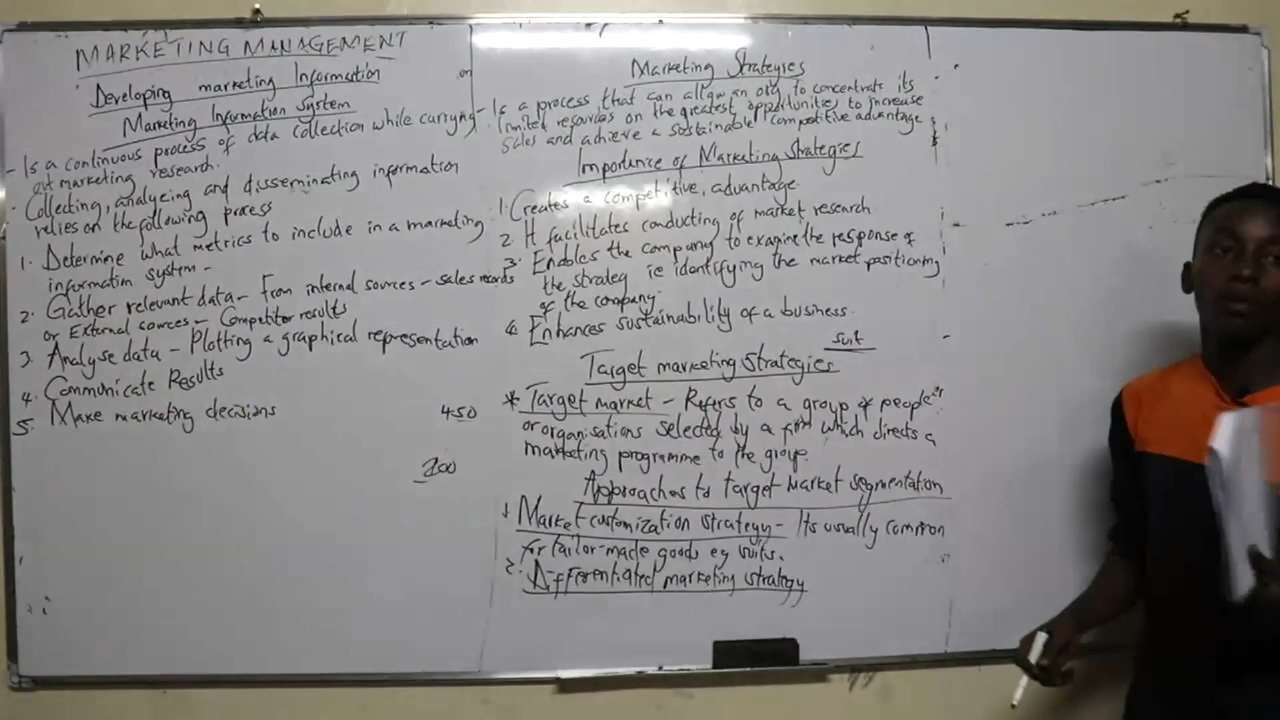 MARKETING MANAGEMENT
Developing marketing Information
Marketing Information System
- Is a continuous process of data collection while carrying
out marketing research.
Collecting, analyzing and disseminating information
relies on the following process
1. Determine what metrics to include in a marketing
information system -
2. Gather relevant data - From internal sources - sales records
or External sources - Competitor results
3. Analyse data - Plotting a graphical representation
4. Communicate Results
5. Make marketing decisions
450
200
on
Marketing Strategies
- Is a process that can allow an org to concentrate its
limited resources on the greatest opportunities to increase
sales and achieve a sustainable competitive advantage
Importance of Marketing Strategies
1. Creates a competitive advantage
2. It facilitates conducting of market research
3. Enables the company to examine the response of
the strategy ie identifying the market positioning
of the company
4. Enhances sustainability of a business.
suit
Target marketing strategies
* Target market - Refers to a group of people
or organisations selected by a firm which directs a
marketing programme to the group.
Approaches to target Market segmentation
1 Market customization strategy - Its usually common
for tailor-made goods eg suits.
2. Differentiated marketing strategy